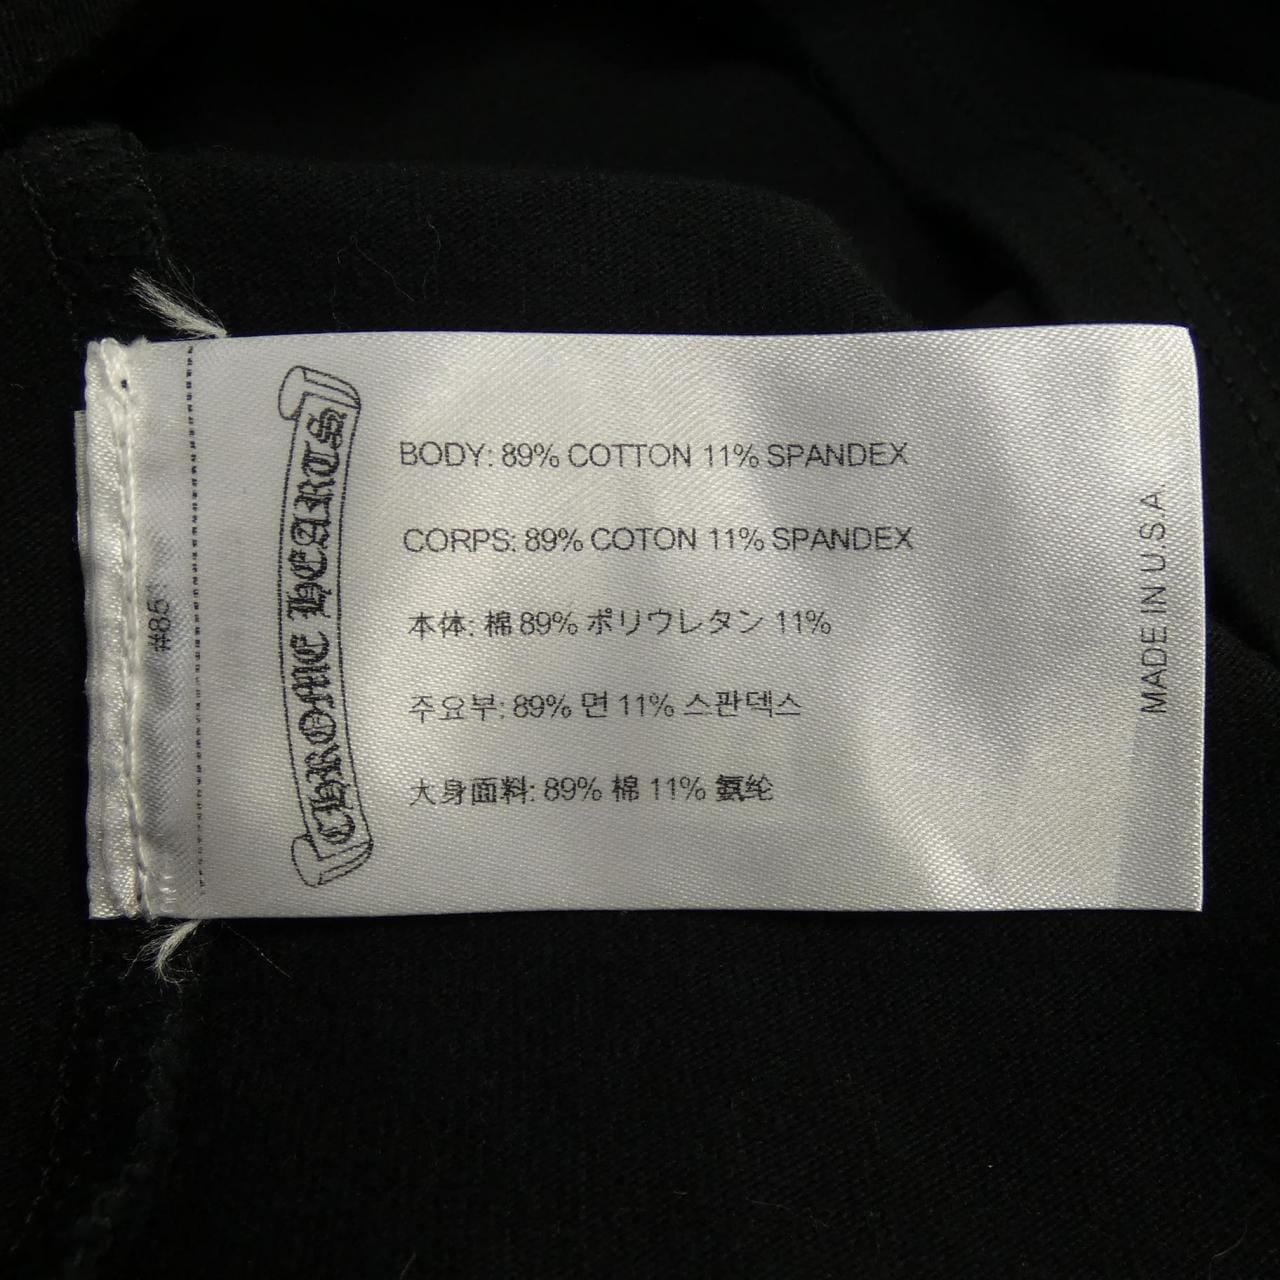 #85
CHROME HEARTS
BODY: 89% COTTON 11% SPANDEX
CORPS: 89% COTON 11% SPANDEX
本体: 棉 89% ポリウレタン 11%
주요부: 89% 면 11% 스판덱스
大身面料: 89% 棉 11% 氨纶
MADE IN U.S.A.